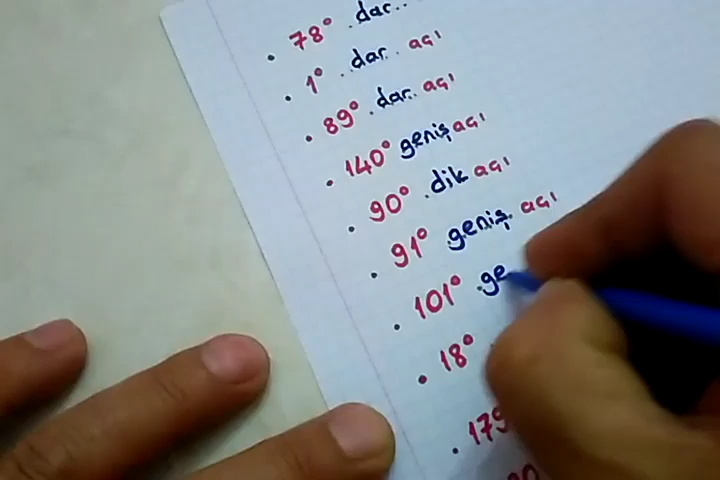 78° dar
1° dar açı
89° dar açı
140° geniş açı
90° dik açı
91° geniş açı
101° ge
18°